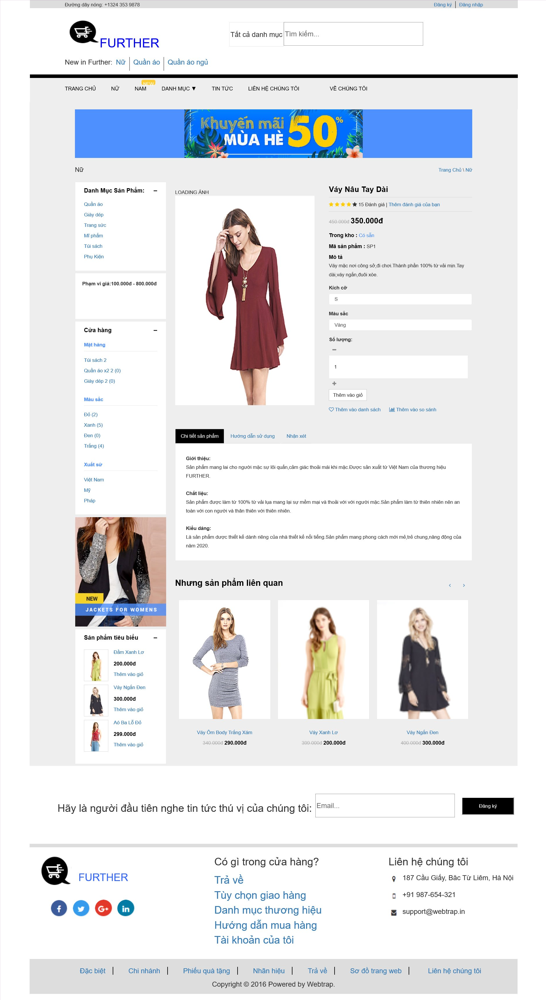 Đường dây nóng: +1324 353 9878
Đăng ký
Đăng nhập
FURTHER
Tất cả danh mục
Tìm kiếm...
New in Further: Nữ Quần áo Quần áo ngủ
TRANG CHỦ NỮ NAM NEW DANH MỤC ▼ TIN TỨC LIÊN HỆ CHÚNG TÔI VỀ CHÚNG TÔI
Khuyến mãi
MÙA HÈ 50%
Nữ
Trang Chủ \ Nữ
Danh Mục Sản Phẩm: –
Quần áo
Giày dép
Trang sức
Mĩ phẩm
Túi sách
Phụ Kiện
Phạm vi giá:100.000đ - 800.000đ
Cửa hàng –
Mặt hàng
Túi sách 2
Quần áo x2 2 (0)
Giày dép 2 (0)
Màu sắc
Đỏ (2)
Xanh (5)
Đen (0)
Trắng (4)
Xuất sứ
Việt Nam
Mỹ
Pháp
NEW
JACKETS FOR WOMENS
Sản phẩm tiêu biểu –
Đầm Xanh Lơ
200.000đ
Thêm vào giỏ
Váy Ngắn Đen
300.000đ
Thêm vào giỏ
Aó Ba Lỗ Đỏ
299.000đ
Thêm vào giỏ
LOADING ẢNH
Váy Nâu Tay Dài
15 Đánh giá | Thêm đánh giá của bạn
450.000đ 350.000đ
Trong kho : Có sẵn
Mã sản phẩm : SP1
Mô tả
Váy mặc nơi công sở,đi chơi.Thành phần 100% từ vải mịn.Tay
dài,váy ngắn,đuôi xòe.
Kích cỡ
S
Màu sắc
Vàng
Số lượng:
1
Thêm vào giỏ
Thêm vào danh sách
Thêm vào so sánh
Chi tiết sản phẩm
Hướng dẫn sử dụng
Nhận xét
Giới thiệu:
Sản phẩm mang lai cho người mặc sự lôi quấn,cảm giác thoải mái khi mặc.Được sản xuất từ Việt Nam của thương hiệu
FURTHER.
Chất liệu:
Sản phẩm được làm từ 100% từ vải lụa mang lại sự mềm mại và thoải với với người mặc.Sản phẩm làm từ thiên nhiên nên an
toàn với con người và thân thiên với thiên nhiên.
Kiểu dáng:
Là sản phẩm dược thiết kế dành riêng của nhà thiết kế nổi tiếng.Sản phẩm mang phong cách mới mẻ,trẻ chung,năng động của
năm 2020.
Nhưng sản phẩm liên quan
Váy Ôm Body Trắng Xám
340.000đ 290.000đ
Váy Xanh Lơ
399.000đ 200.000đ
Váy Ngắn Đen
400.000đ 300.000đ
Hãy là người đầu tiên nghe tin tức thú vị của chúng tôi:
Email...
Đăng ký
FURTHER
Có gì trong cửa hàng?
Trả về
Tùy chọn giao hàng
Danh mục thương hiệu
Hướng dẫn mua hàng
Tài khoản của tôi
Liên hệ chúng tôi
187 Cầu Giấy, Băc Từ Liêm, Hà Nội
+91 987-654-321
support@webtrap.in
Đặc biệt
Chi nhánh
Phiếu quà tặng
Nhãn hiệu
Trả về
Sơ đồ trang web
Liên hệ chúng tôi
Copyright © 2016 Powered by Webtrap.